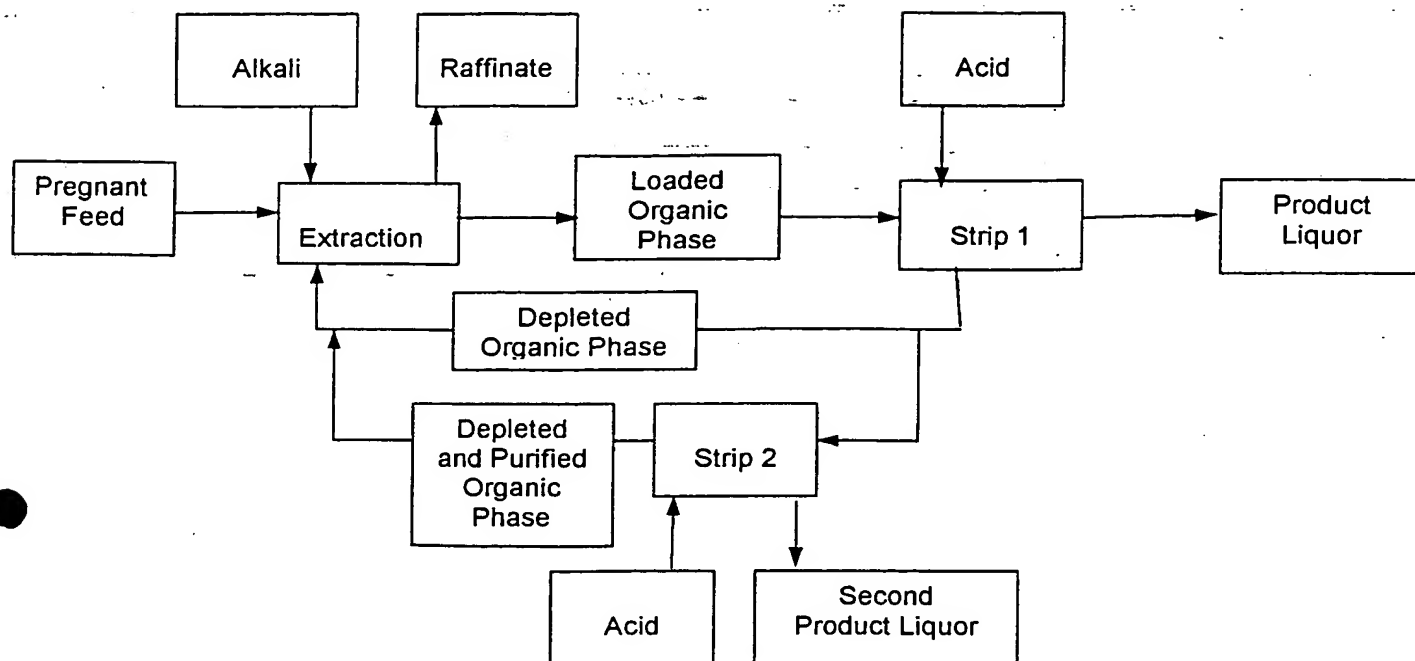 Alkali
Raffinate
Acid
Pregnant
Feed
Extraction
Loaded
Organic
Phase
Strip 1
Product
Liquor
Depleted
Organic Phase
Depleted
and Purified
Organic
Phase
Strip 2
Acid
Second
Product Liquor